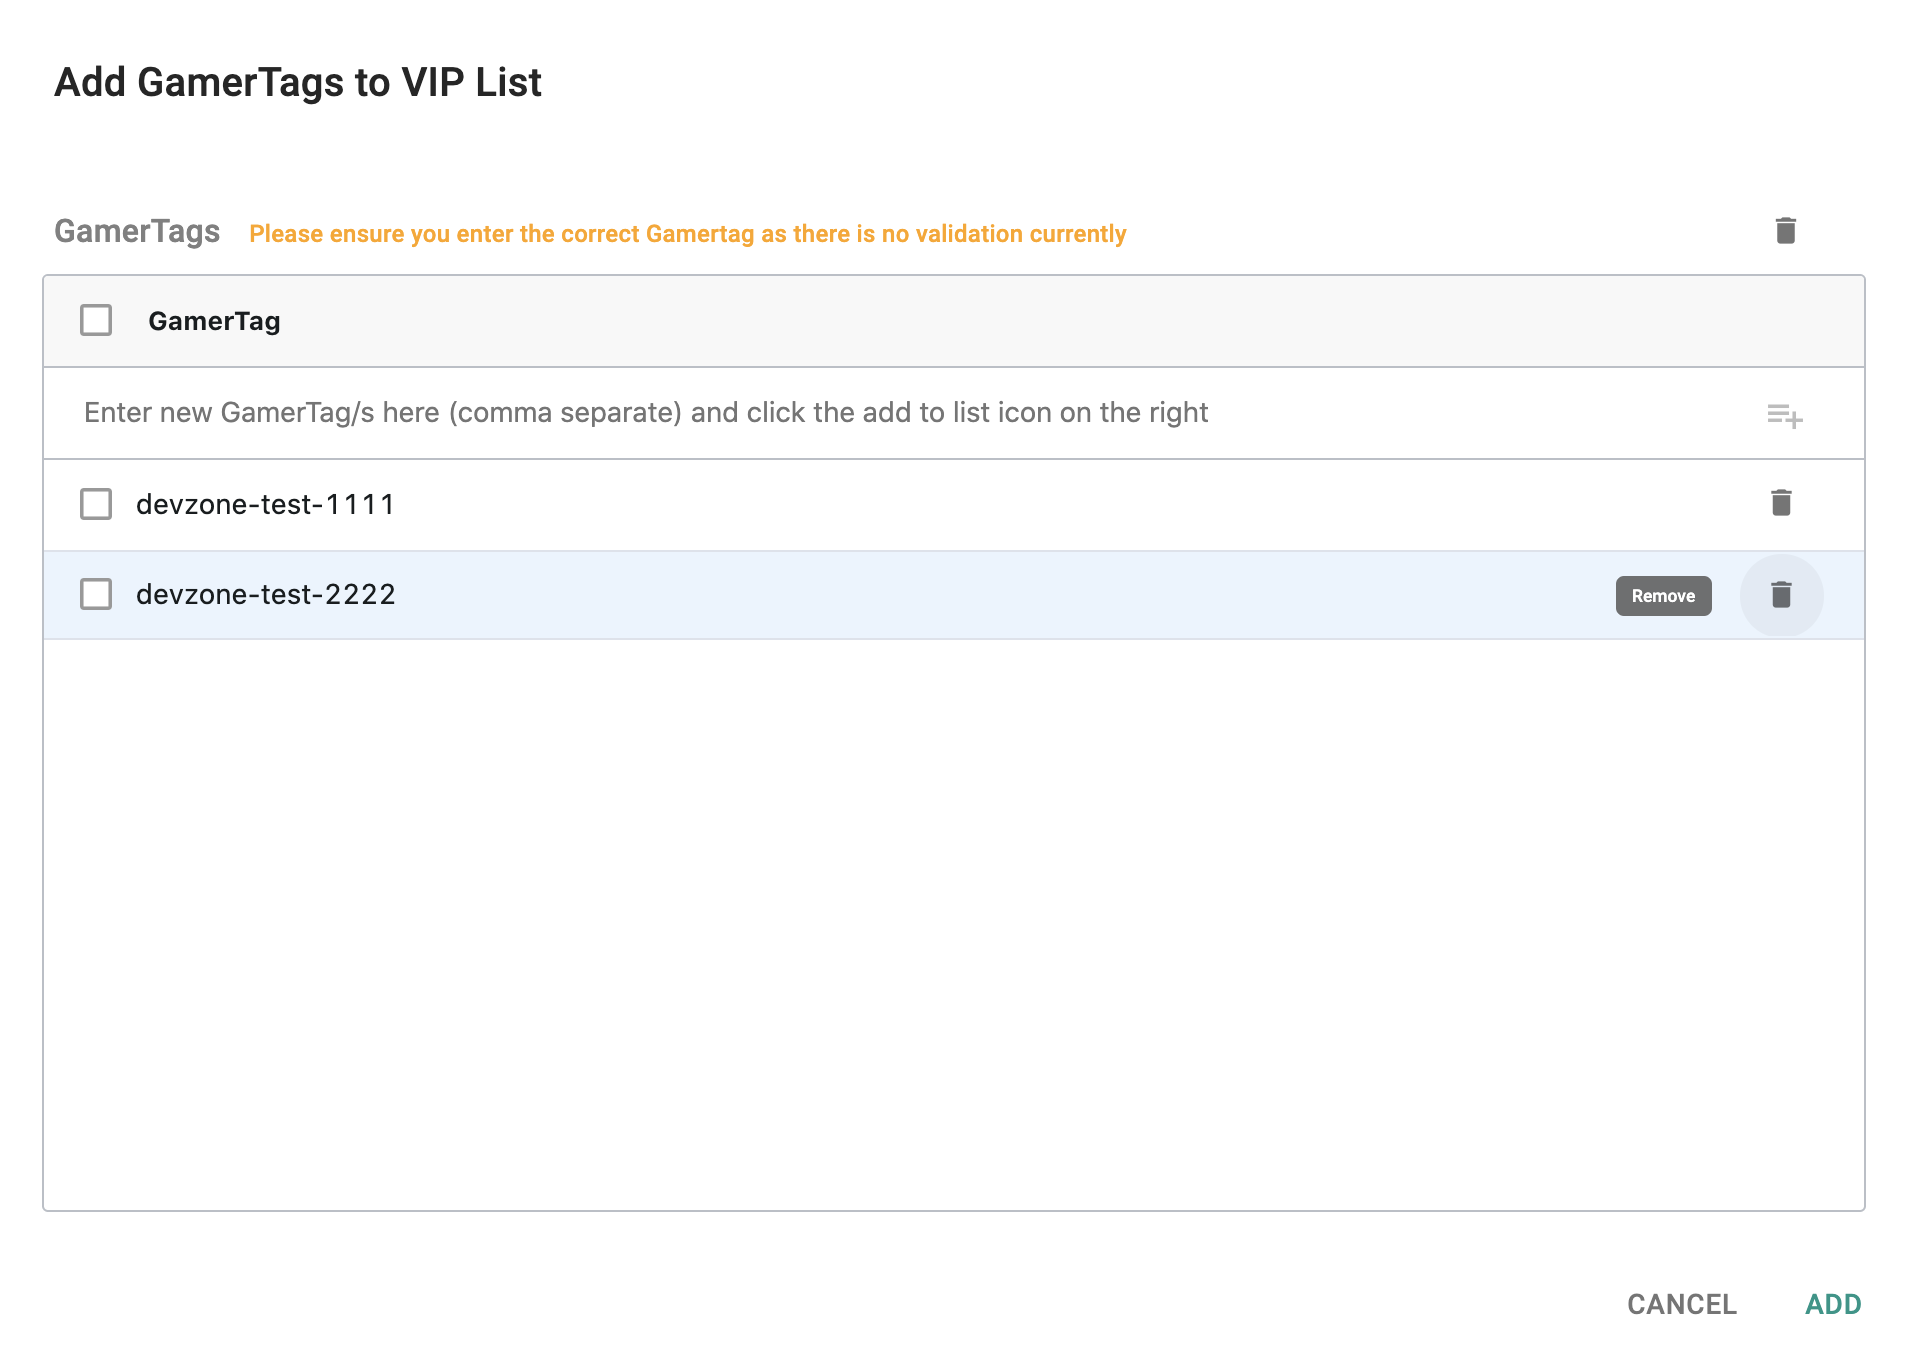 Add GamerTags to VIP List
GamerTags Please ensure you enter the correct Gamertag as there is no validation currently
GamerTag
Enter new GamerTag/s here (comma separate) and click the add to list icon on the right
devzone-test-1111
devzone-test-2222 Remove
CANCEL ADD